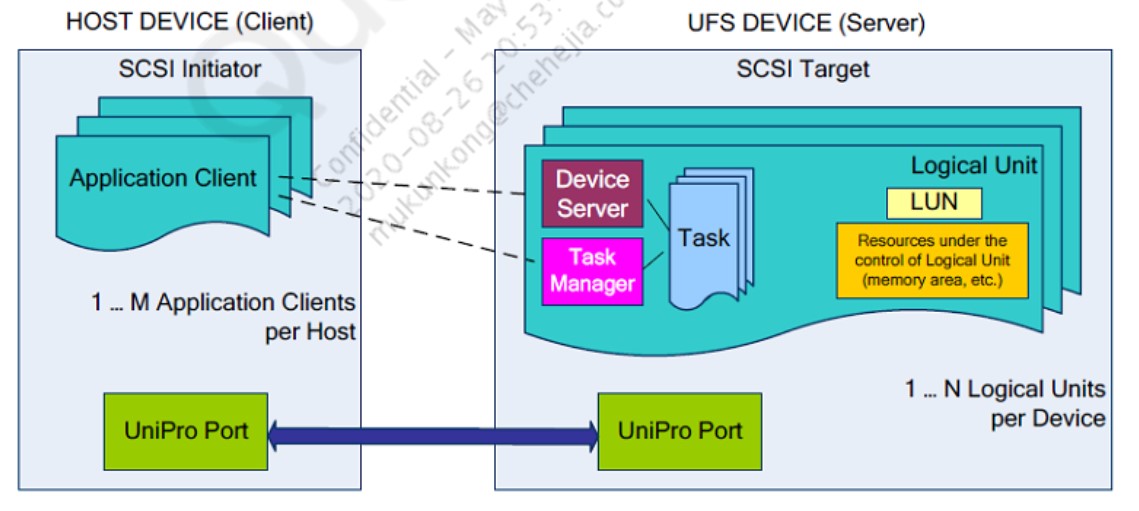 HOST DEVICE (Client)
UFS DEVICE (Server)
SCSI Initiator
SCSI Target
Application Client
1 ... M Application Clients
per Host
UniPro Port
Logical Unit
LUN
Resources under the
control of Logical Unit
(memory area, etc.)
Device
Server
Task
Manager
Task
1 ... N Logical Units
per Device
UniPro Port
Confidential - May
2020-08-26 20:53:
mukunkong@chehejia.co